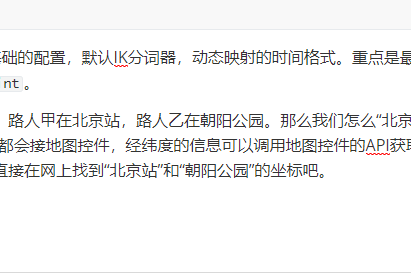 础的配置，默认IK分词器，动态映射的时间格式。重点是最
nt。
路人甲在北京站，路人乙在朝阳公园。那么我们怎么“北京
都会接地图控件，经纬度的信息可以调用地图控件的API获取
直接在网上找到“北京站”和“朝阳公园”的坐标吧。